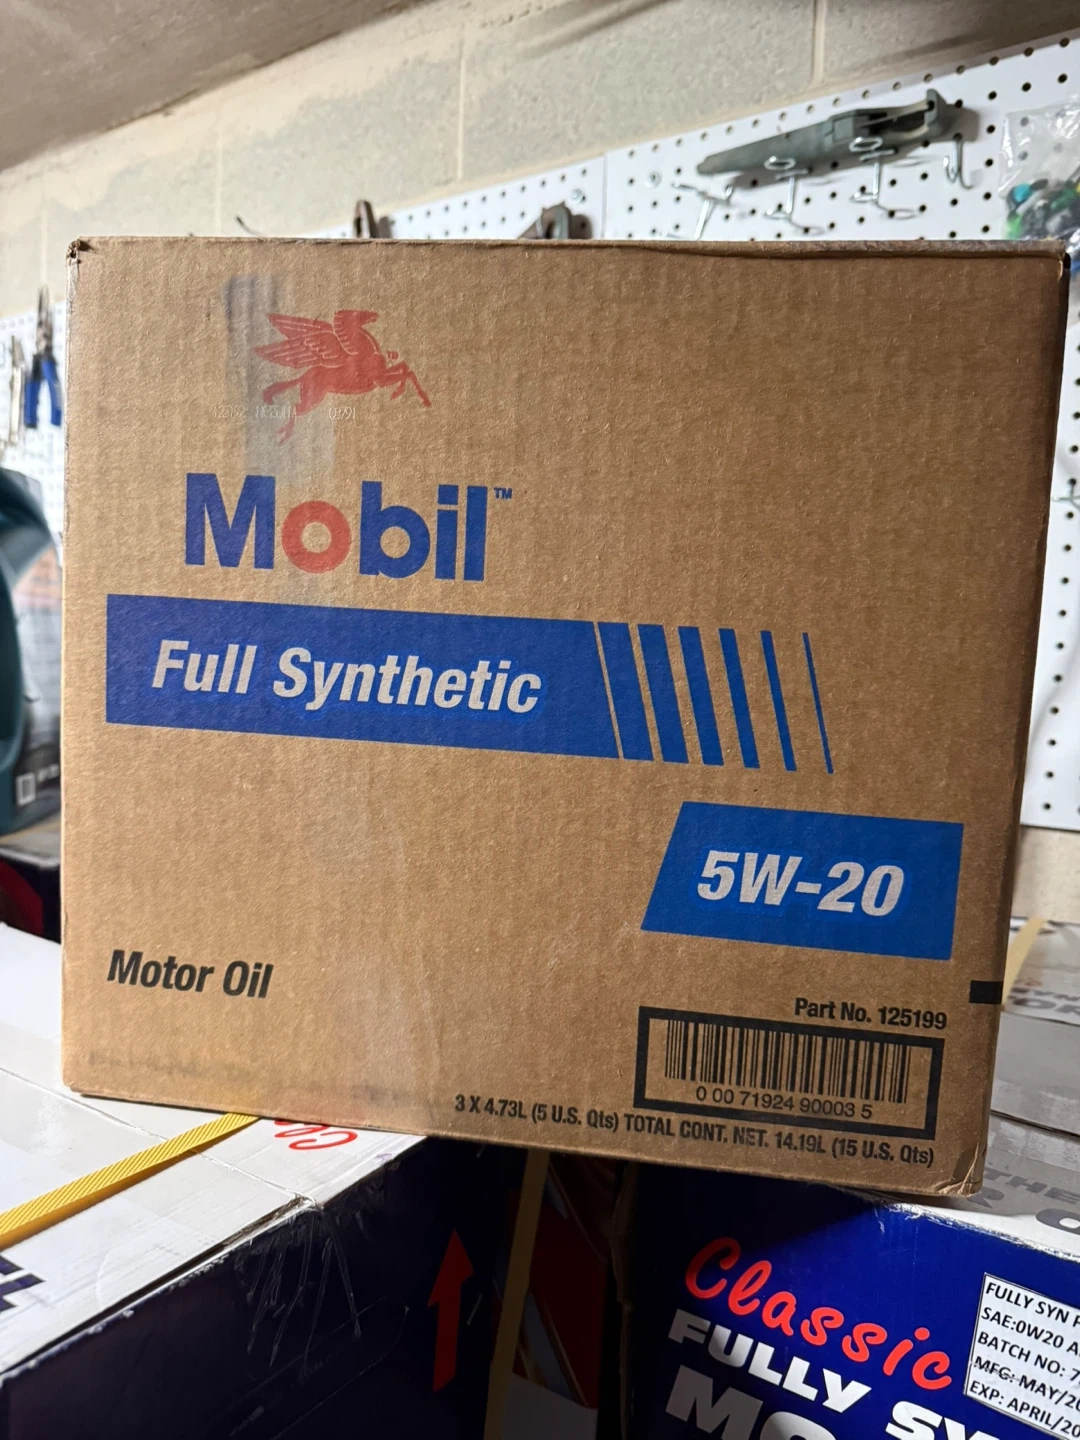 Mobil™
Full Synthetic
5W-20
Motor Oil
Part No. 125199
0 00 71924 90003 5
3 X 4.73L (5 U.S. Qts) TOTAL CONT. NET. 14.19L (15 U.S. Qts)
Classic
FULLY
FULLY SYN
SAE:0W20
BATCH NO:
MFG: MAY/20
EXP: APRIL/20